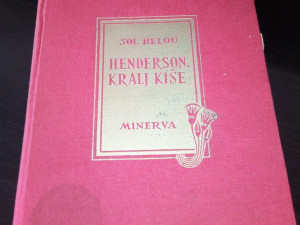 SOL BELOU
HENDERSON,
KRALJ KIŠE
MINERVA